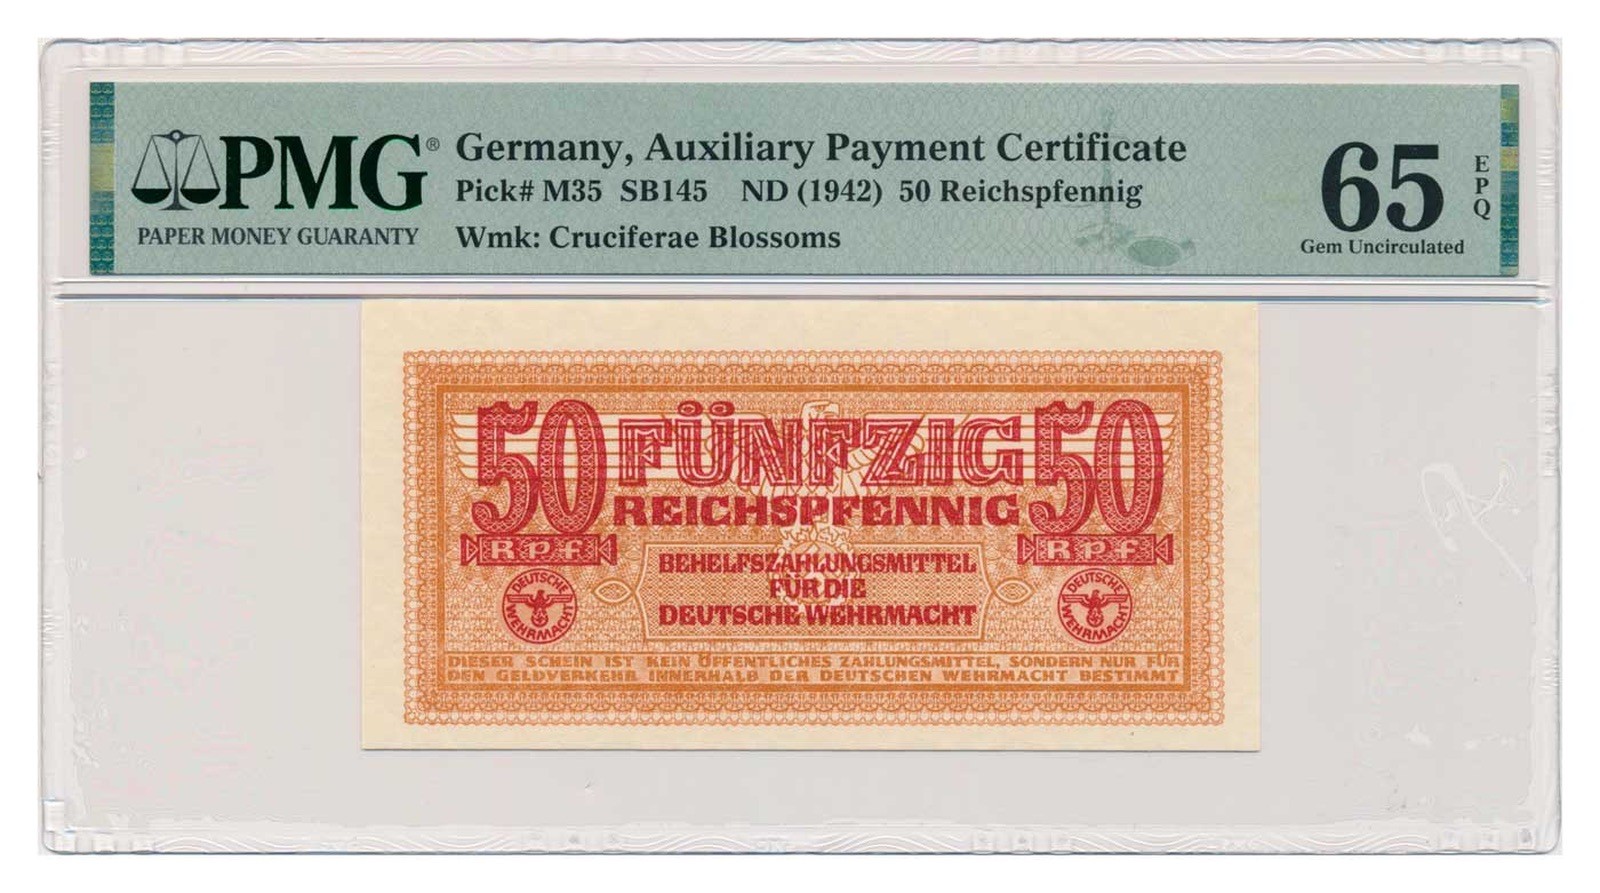 PMG®
PAPER MONEY GUARANTY
Germany, Auxiliary Payment Certificate
Pick# M35 SB145 ND (1942) 50 Reichspfennig
Wmk: Cruciferae Blossoms
65
EPQ
Gem Uncirculated
50 FÜNFZIG 50
REICHSPFENNIG
RPF RPF
BEHELFSZAHLUNGSMITTEL
FÜR DIE
DEUTSCHE WEHRMACHT
DEUTSCHE WEHRMACHT
DEUTSCHE WEHRMACHT
DIESER SCHEIN IST KEIN ÖFFENTLICHES ZAHLUNGSMITTEL, SONDERN NUR FÜR
DEN GELDVERKEHR INNERHALB DER DEUTSCHEN WEHRMACHT BESTIMMT